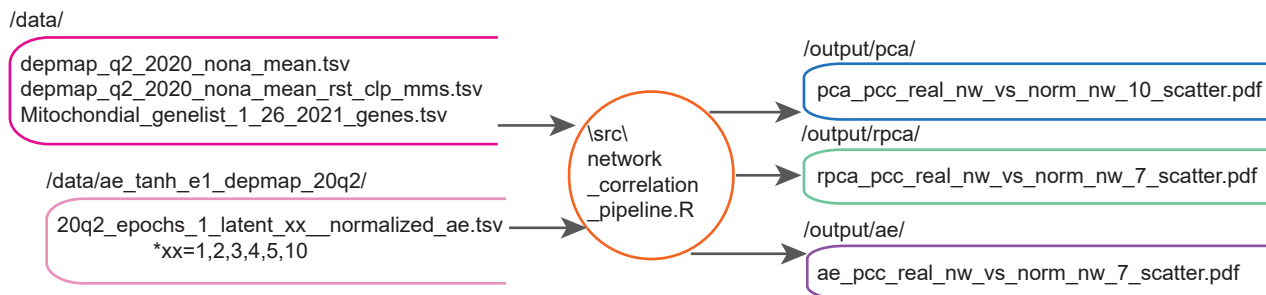 /data/
depmap_q2_2020_nona_mean.tsv
depmap_q2_2020_nona_mean_rst_clp_mms.tsv
Mitochondial_genelist_1_26_2021_genes.tsv
/data/ae_tanh_e1_depmap_20q2/
20q2_epochs_1_latent_xx__normalized_ae.tsv
*xx=1,2,3,4,5,10
\src\
network
_correlation
_pipeline.R
/output/pca/
pca_pcc_real_nw_vs_norm_nw_10_scatter.pdf
/output/rpca/
rpca_pcc_real_nw_vs_norm_nw_7_scatter.pdf
/output/ae/
ae_pcc_real_nw_vs_norm_nw_7_scatter.pdf